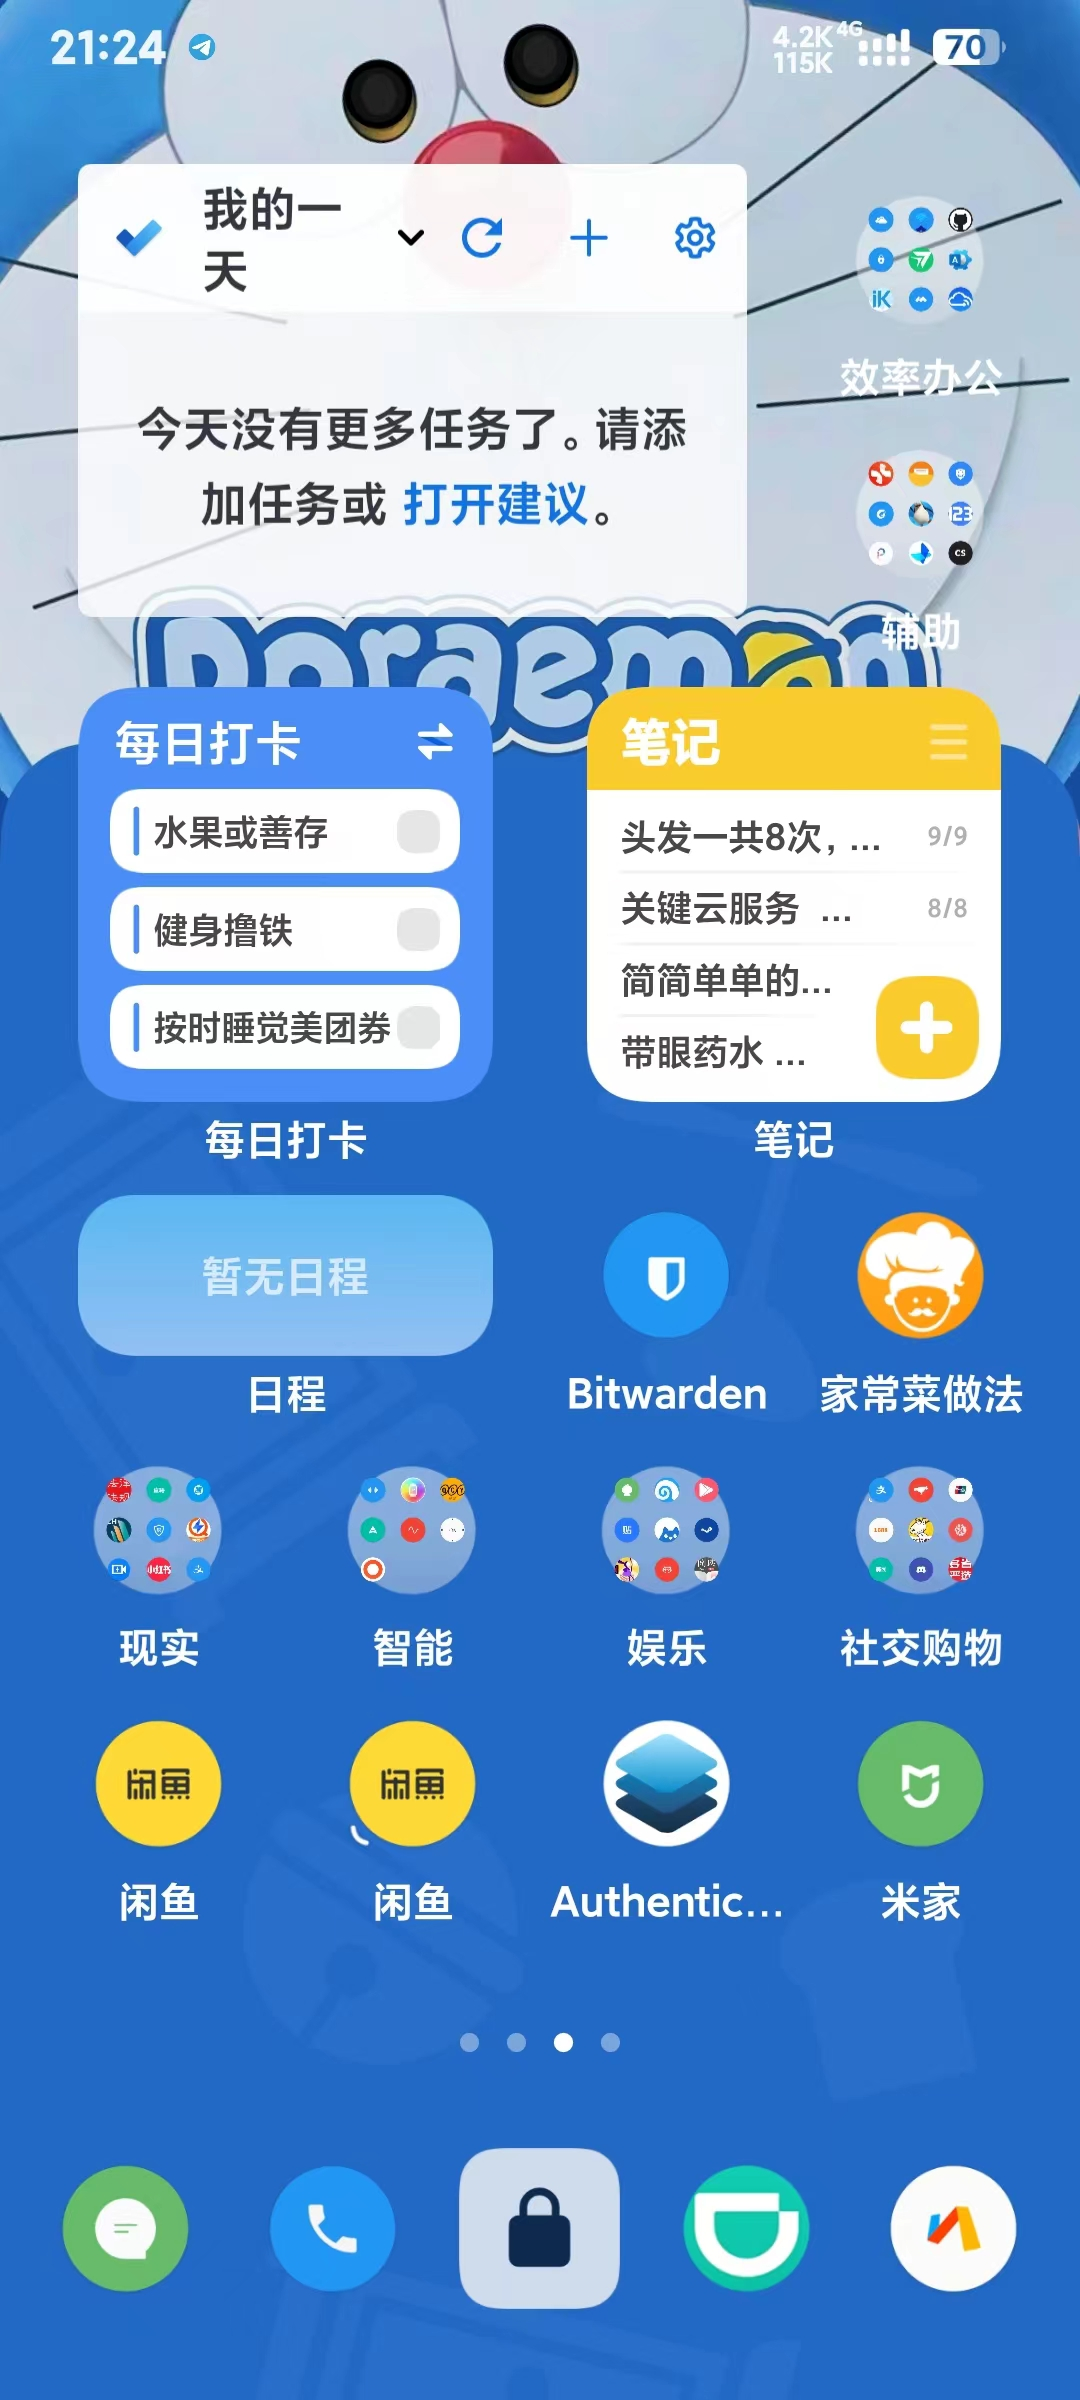 21:24
4.2K 4G
115K
70
我的一
天
今天没有更多任务了。请添
加任务或 打开建议。
效率办公
辅助
Doraemon
每日打卡
水果或善存
健身撸铁
按时睡觉美团券
每日打卡
笔记
头发一共8次, ... 9/9
关键云服务 ... 8/8
简简单单的...
带眼药水 ...
笔记
暂无日程
日程
Bitwarden
家常菜做法
现实
智能
娱乐
社交购物
闲鱼
闲鱼
闲鱼
闲鱼
Authentic...
米家